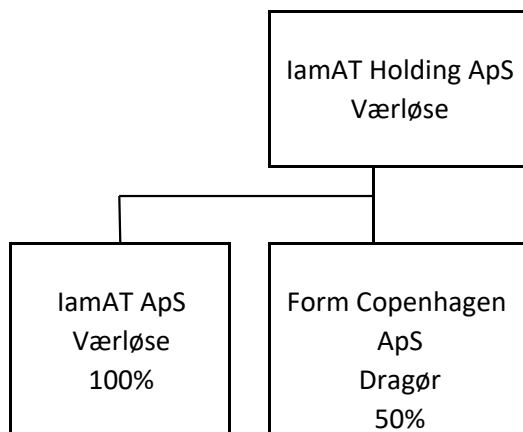 IamAT Holding ApS
Værløse
IamAT ApS
Værløse
100%
Form Copenhagen
ApS
Dragør
50%